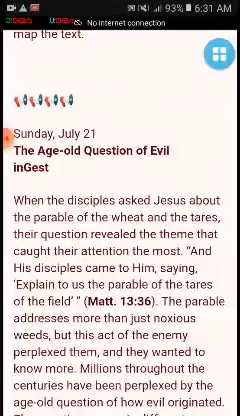 93% 6:31 AM
No internet connection
map the text.
Sunday, July 21
The Age-old Question of Evil
inGest
When the disciples asked Jesus about
the parable of the wheat and the tares,
their question revealed the theme that
caught their attention the most. “And
His disciples came to Him, saying,
‘Explain to us the parable of the tares
of the field’ “ (Matt. 13:36). The parable
addresses more than just noxious
weeds, but this act of the enemy
perplexed them, and they wanted to
know more. Millions throughout the
centuries have been perplexed by the
age-old question of how evil originated.